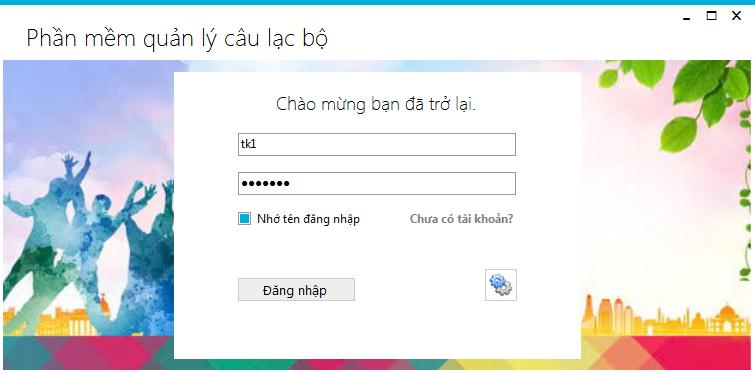 Phần mềm quản lý câu lạc bộ
Chào mừng bạn đã trở lại.
tk1
●●●●●●●
Nhớ tên đăng nhập
Chưa có tài khoản?
Đăng nhập